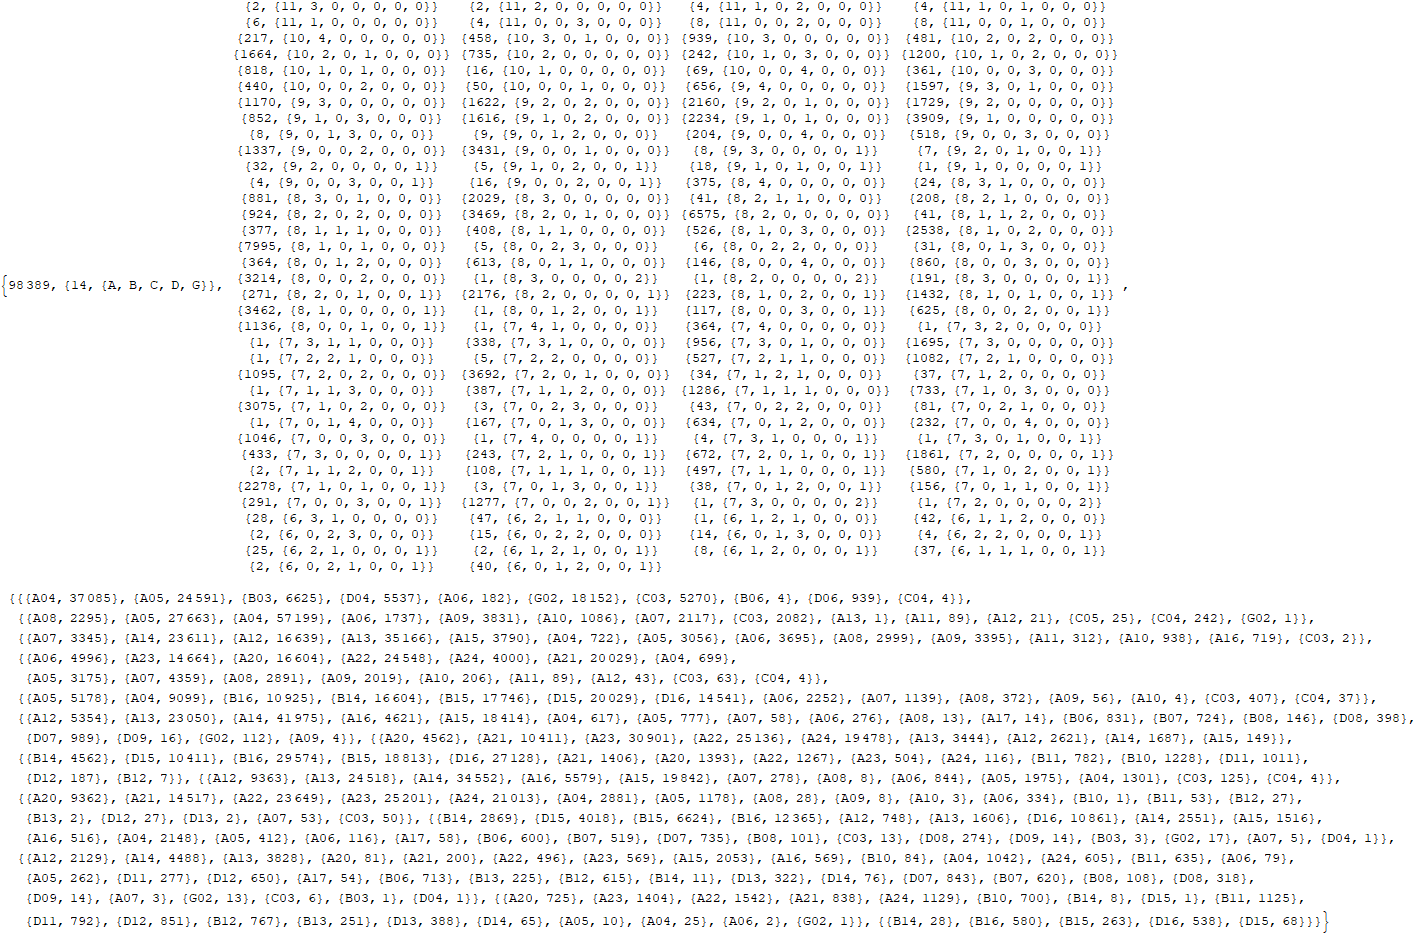 {2, {11, 3, 0, 0, 0, 0, 0}} {2, {11, 2, 0, 0, 0, 0, 0}} {4, {11, 1, 0, 2, 0, 0, 0}} {4, {11, 1, 0, 1, 0, 0, 0}}
{6, {11, 1, 0, 0, 0, 0, 0}} {4, {11, 0, 0, 3, 0, 0, 0}} {8, {11, 0, 0, 2, 0, 0, 0}} {8, {11, 0, 0, 1, 0, 0, 0}}
{217, {10, 4, 0, 0, 0, 0, 0}} {458, {10, 3, 0, 1, 0, 0, 0}} {939, {10, 3, 0, 0, 0, 0, 0}} {481, {10, 2, 0, 2, 0, 0, 0}}
{1664, {10, 2, 0, 1, 0, 0, 0}} {735, {10, 2, 0, 0, 0, 0, 0}} {242, {10, 1, 0, 3, 0, 0, 0}} {1200, {10, 1, 0, 2, 0, 0, 0}}
{818, {10, 1, 0, 1, 0, 0, 0}} {16, {10, 1, 0, 0, 0, 0, 0}} {69, {10, 0, 0, 4, 0, 0, 0}} {361, {10, 0, 0, 3, 0, 0, 0}}
{440, {10, 0, 0, 2, 0, 0, 0}} {50, {10, 0, 0, 1, 0, 0, 0}} {656, {9, 4, 0, 0, 0, 0, 0}} {1597, {9, 3, 0, 1, 0, 0, 0}}
{1170, {9, 3, 0, 0, 0, 0, 0}} {1622, {9, 2, 0, 2, 0, 0, 0}} {2160, {9, 2, 0, 1, 0, 0, 0}} {1729, {9, 2, 0, 0, 0, 0, 0}}
{852, {9, 1, 0, 3, 0, 0, 0}} {1616, {9, 1, 0, 2, 0, 0, 0}} {2234, {9, 1, 0, 1, 0, 0, 0}} {3909, {9, 1, 0, 0, 0, 0, 0}}
{8, {9, 0, 1, 3, 0, 0, 0}} {9, {9, 0, 1, 2, 0, 0, 0}} {204, {9, 0, 0, 4, 0, 0, 0}} {518, {9, 0, 0, 3, 0, 0, 0}}
{1337, {9, 0, 0, 2, 0, 0, 0}} {3431, {9, 0, 0, 1, 0, 0, 0}} {8, {9, 3, 0, 0, 0, 0, 1}} {7, {9, 2, 0, 1, 0, 0, 1}}
{32, {9, 2, 0, 0, 0, 0, 1}} {5, {9, 1, 0, 2, 0, 0, 1}} {18, {9, 1, 0, 1, 0, 0, 1}} {1, {9, 1, 0, 0, 0, 0, 1}}
{4, {9, 0, 0, 3, 0, 0, 1}} {16, {9, 0, 0, 2, 0, 0, 1}} {375, {8, 4, 0, 0, 0, 0, 0}} {24, {8, 3, 1, 0, 0, 0, 0}}
{881, {8, 3, 0, 1, 0, 0, 0}} {2029, {8, 3, 0, 0, 0, 0, 0}} {41, {8, 2, 1, 1, 0, 0, 0}} {208, {8, 2, 1, 0, 0, 0, 0}}
{924, {8, 2, 0, 2, 0, 0, 0}} {3469, {8, 2, 0, 1, 0, 0, 0}} {6575, {8, 2, 0, 0, 0, 0, 0}} {41, {8, 1, 1, 2, 0, 0, 0}}
{377, {8, 1, 1, 1, 0, 0, 0}} {408, {8, 1, 1, 0, 0, 0, 0}} {526, {8, 1, 0, 3, 0, 0, 0}} {2538, {8, 1, 0, 2, 0, 0, 0}}
{7995, {8, 1, 0, 1, 0, 0, 0}} {5, {8, 0, 2, 3, 0, 0, 0}} {6, {8, 0, 2, 2, 0, 0, 0}} {31, {8, 0, 1, 3, 0, 0, 0}}
{364, {8, 0, 1, 2, 0, 0, 0}} {613, {8, 0, 1, 1, 0, 0, 0}} {146, {8, 0, 0, 4, 0, 0, 0}} {860, {8, 0, 0, 3, 0, 0, 0}}
{3214, {8, 0, 0, 2, 0, 0, 0}} {1, {8, 3, 0, 0, 0, 0, 2}} {1, {8, 2, 0, 0, 0, 0, 2}} {191, {8, 3, 0, 0, 0, 0, 1}}
{98389, {14, {A, B, C, D, G}}, {271, {8, 2, 0, 1, 0, 0, 1}} {2176, {8, 2, 0, 0, 0, 0, 1}} {223, {8, 1, 0, 2, 0, 0, 1}} {1432, {8, 1, 0, 1, 0, 0, 1}} ,
{3462, {8, 1, 0, 0, 0, 0, 1}} {1, {8, 0, 1, 2, 0, 0, 1}} {117, {8, 0, 0, 3, 0, 0, 1}} {625, {8, 0, 0, 2, 0, 0, 1}}
{1136, {8, 0, 0, 1, 0, 0, 1}} {1, {7, 4, 1, 0, 0, 0, 0}} {364, {7, 4, 0, 0, 0, 0, 0}} {1, {7, 3, 2, 0, 0, 0, 0}}
{1, {7, 3, 1, 1, 0, 0, 0}} {338, {7, 3, 1, 0, 0, 0, 0}} {956, {7, 3, 0, 1, 0, 0, 0}} {1695, {7, 3, 0, 0, 0, 0, 0}}
{1, {7, 2, 2, 1, 0, 0, 0}} {5, {7, 2, 2, 0, 0, 0, 0}} {527, {7, 2, 1, 1, 0, 0, 0}} {1082, {7, 2, 1, 0, 0, 0, 0}}
{1095, {7, 2, 0, 2, 0, 0, 0}} {3692, {7, 2, 0, 1, 0, 0, 0}} {34, {7, 1, 2, 1, 0, 0, 0}} {37, {7, 1, 2, 0, 0, 0, 0}}
{1, {7, 1, 1, 3, 0, 0, 0}} {387, {7, 1, 1, 2, 0, 0, 0}} {1286, {7, 1, 1, 1, 0, 0, 0}} {733, {7, 1, 0, 3, 0, 0, 0}}
{3075, {7, 1, 0, 2, 0, 0, 0}} {3, {7, 0, 2, 3, 0, 0, 0}} {43, {7, 0, 2, 2, 0, 0, 0}} {81, {7, 0, 2, 1, 0, 0, 0}}
{1, {7, 0, 1, 4, 0, 0, 0}} {167, {7, 0, 1, 3, 0, 0, 0}} {634, {7, 0, 1, 2, 0, 0, 0}} {232, {7, 0, 0, 4, 0, 0, 0}}
{1046, {7, 0, 0, 3, 0, 0, 0}} {1, {7, 4, 0, 0, 0, 0, 1}} {4, {7, 3, 1, 0, 0, 0, 1}} {1, {7, 3, 0, 1, 0, 0, 1}}
{433, {7, 3, 0, 0, 0, 0, 1}} {243, {7, 2, 1, 0, 0, 0, 1}} {672, {7, 2, 0, 1, 0, 0, 1}} {1861, {7, 2, 0, 0, 0, 0, 1}}
{2, {7, 1, 1, 2, 0, 0, 1}} {108, {7, 1, 1, 1, 0, 0, 1}} {497, {7, 1, 1, 0, 0, 0, 1}} {580, {7, 1, 0, 2, 0, 0, 1}}
{2278, {7, 1, 0, 1, 0, 0, 1}} {3, {7, 0, 1, 3, 0, 0, 1}} {38, {7, 0, 1, 2, 0, 0, 1}} {156, {7, 0, 1, 1, 0, 0, 1}}
{291, {7, 0, 0, 3, 0, 0, 1}} {1277, {7, 0, 0, 2, 0, 0, 1}} {1, {7, 3, 0, 0, 0, 0, 2}} {1, {7, 2, 0, 0, 0, 0, 2}}
{28, {6, 3, 1, 0, 0, 0, 0}} {47, {6, 2, 1, 1, 0, 0, 0}} {1, {6, 1, 2, 1, 0, 0, 0}} {42, {6, 1, 1, 2, 0, 0, 0}}
{2, {6, 0, 2, 3, 0, 0, 0}} {15, {6, 0, 2, 2, 0, 0, 0}} {14, {6, 0, 1, 3, 0, 0, 0}} {4, {6, 2, 2, 0, 0, 0, 1}}
{25, {6, 2, 1, 0, 0, 0, 1}} {2, {6, 1, 2, 1, 0, 0, 1}} {8, {6, 1, 2, 0, 0, 0, 1}} {37, {6, 1, 1, 1, 0, 0, 1}}
{2, {6, 0, 2, 1, 0, 0, 1}} {40, {6, 0, 1, 2, 0, 0, 1}}
{{{A04, 37085}, {A05, 24591}, {B03, 6625}, {D04, 5537}, {A06, 182}, {G02, 18152}, {C03, 5270}, {B06, 4}, {D06, 939}, {C04, 4}},
{{A08, 2295}, {A05, 27663}, {A04, 57199}, {A06, 1737}, {A09, 3831}, {A10, 1086}, {A07, 2117}, {C03, 2082}, {A13, 1}, {A11, 89}, {A12, 21}, {C05, 25}, {C04, 242}, {G02, 1}},
{{A07, 3345}, {A14, 23611}, {A12, 16639}, {A13, 35166}, {A15, 3790}, {A04, 722}, {A05, 3056}, {A06, 3695}, {A08, 2999}, {A09, 3395}, {A11, 312}, {A10, 938}, {A16, 719}, {C03, 2}},
{{A06, 4996}, {A23, 14664}, {A20, 16604}, {A22, 24548}, {A24, 4000}, {A21, 20029}, {A04, 699},
{A05, 3175}, {A07, 4359}, {A08, 2891}, {A09, 2019}, {A10, 206}, {A11, 89}, {A12, 43}, {C03, 63}, {C04, 4}},
{{A05, 5178}, {A04, 9099}, {B16, 10925}, {B14, 16604}, {B15, 17746}, {D15, 20029}, {D16, 14541}, {A06, 2252}, {A07, 1139}, {A08, 372}, {A09, 56}, {A10, 4}, {C03, 407}, {C04, 37}},
{{A12, 5354}, {A13, 23050}, {A14, 41975}, {A16, 4621}, {A15, 18414}, {A04, 617}, {A05, 777}, {A07, 58}, {A06, 276}, {A08, 13}, {A17, 14}, {B06, 831}, {B07, 724}, {B08, 146}, {D08, 398},
{D07, 989}, {D09, 16}, {G02, 112}, {A09, 4}}, {{A20, 4562}, {A21, 10411}, {A23, 30901}, {A22, 25136}, {A24, 19478}, {A13, 3444}, {A12, 2621}, {A14, 1687}, {A15, 149}},
{{B14, 4562}, {D15, 10411}, {B16, 29574}, {B15, 18813}, {D16, 27128}, {A21, 1406}, {A20, 1393}, {A22, 1267}, {A23, 504}, {A24, 116}, {B11, 782}, {B10, 1228}, {D11, 1011},
{D12, 187}, {B12, 7}}, {{A12, 9363}, {A13, 24518}, {A14, 34552}, {A16, 5579}, {A15, 19842}, {A07, 278}, {A08, 8}, {A06, 844}, {A05, 1975}, {A04, 1301}, {C03, 125}, {C04, 4}},
{{A20, 9362}, {A21, 14517}, {A22, 23649}, {A23, 25201}, {A24, 21013}, {A04, 2881}, {A05, 1178}, {A08, 28}, {A09, 8}, {A10, 3}, {A06, 334}, {B10, 1}, {B11, 53}, {B12, 27},
{B13, 2}, {D12, 27}, {D13, 2}, {A07, 53}, {C03, 50}}, {{B14, 2869}, {D15, 4018}, {B15, 6624}, {B16, 12365}, {A12, 748}, {A13, 1606}, {D16, 10861}, {A14, 2551}, {A15, 1516},
{A16, 516}, {A04, 2148}, {A05, 412}, {A06, 116}, {A17, 58}, {B06, 600}, {B07, 519}, {D07, 735}, {B08, 101}, {C03, 13}, {D08, 274}, {D09, 14}, {B03, 3}, {G02, 17}, {A07, 5}, {D04, 1}},
{{A12, 2129}, {A14, 4488}, {A13, 3828}, {A20, 81}, {A21, 200}, {A22, 496}, {A23, 569}, {A15, 2053}, {A16, 569}, {B10, 84}, {A04, 1042}, {A24, 605}, {B11, 635}, {A06, 79},
{A05, 262}, {D11, 277}, {D12, 650}, {A17, 54}, {B06, 713}, {B13, 225}, {B12, 615}, {B14, 11}, {D13, 322}, {D14, 76}, {D07, 843}, {B07, 620}, {B08, 108}, {D08, 318},
{D09, 14}, {A07, 3}, {G02, 13}, {C03, 6}, {B03, 1}, {D04, 1}}, {{A20, 725}, {A23, 1404}, {A22, 1542}, {A21, 838}, {A24, 1129}, {B10, 700}, {B14, 8}, {D15, 1}, {B11, 1125},
{D11, 792}, {D12, 851}, {B12, 767}, {B13, 251}, {D13, 388}, {D14, 65}, {A05, 10}, {A04, 25}, {A06, 2}, {G02, 1}}, {{B14, 28}, {B16, 580}, {B15, 263}, {D16, 538}, {D15, 68}}}}